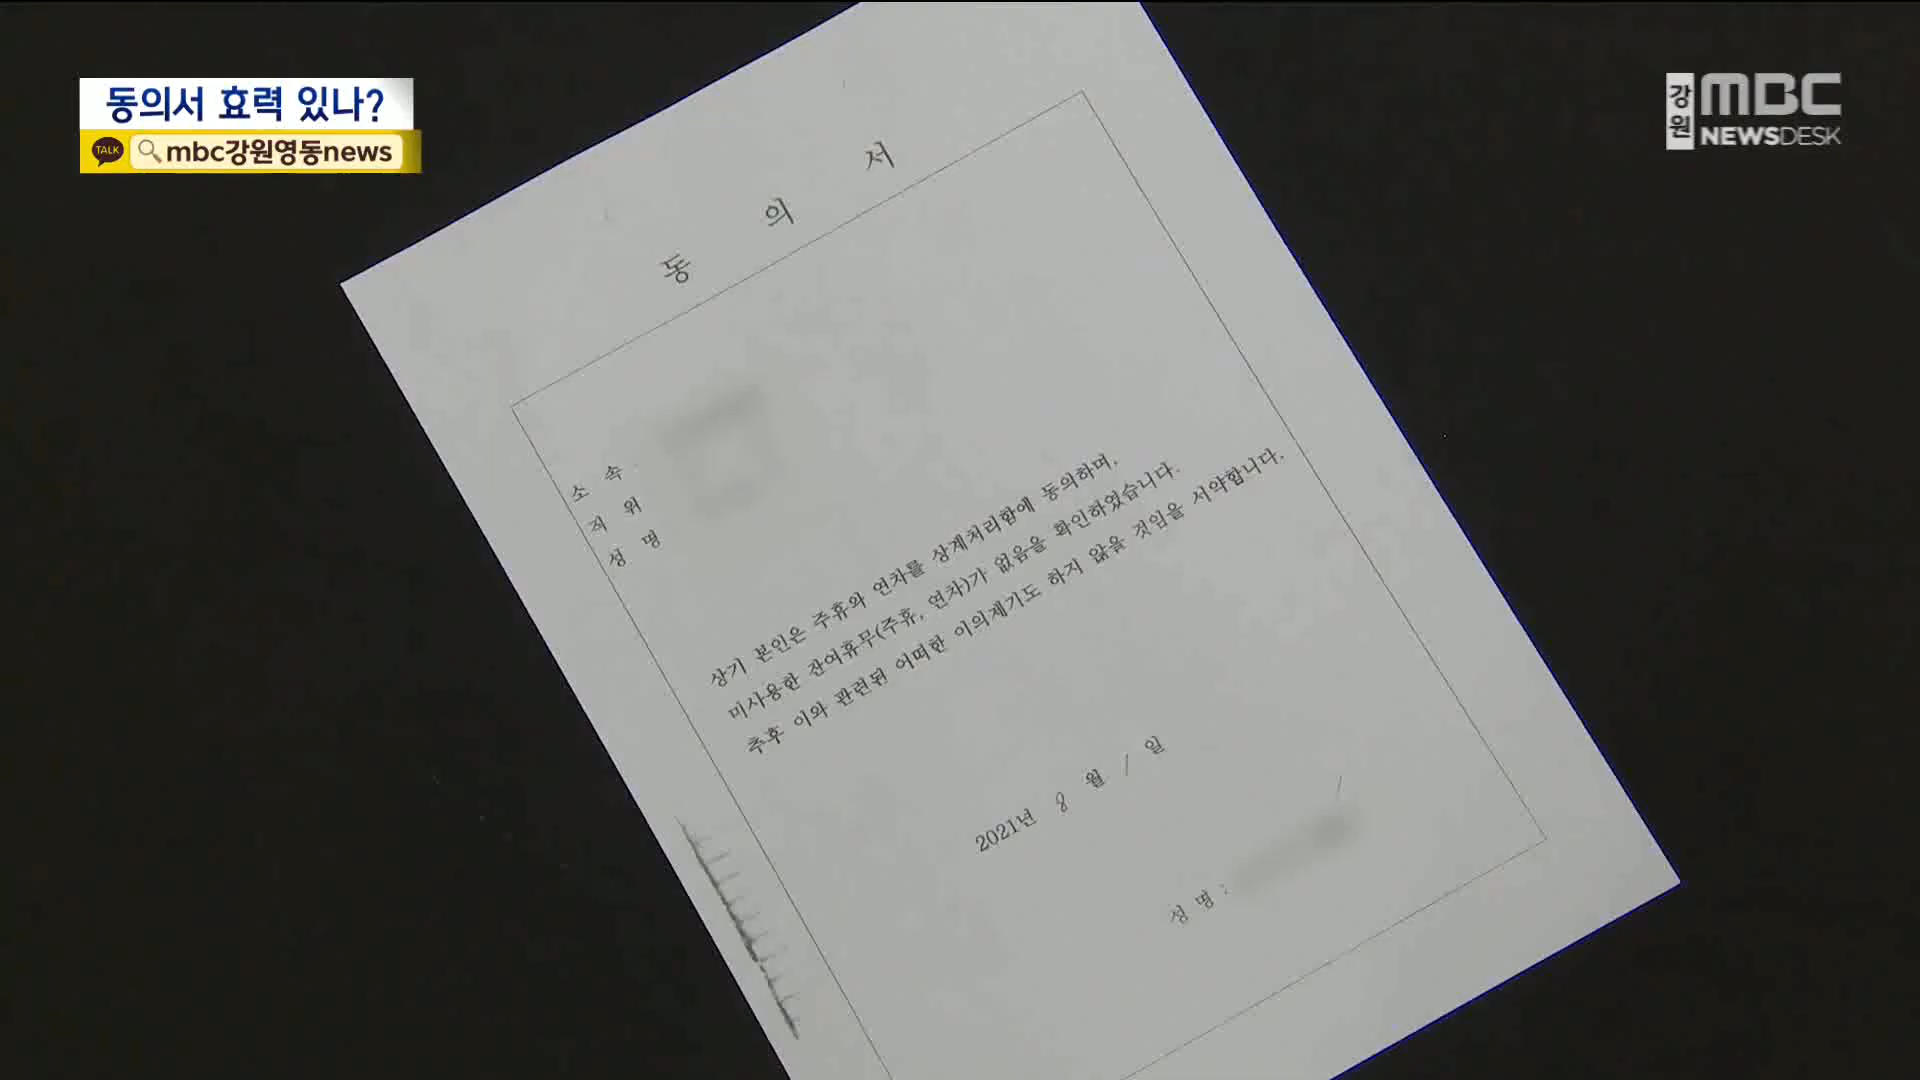 동의서 효력 있나?
TALK mbc강원영동news
강원 MBC
NEWSDESK
동 의 서
소 속
직 위
성 명
상기 본인은 주휴와 연차를 상계처리함에 동의하며,
미사용한 잔여휴무(주휴, 연차)가 없음을 확인하였습니다.
추후 이와 관련된 어떠한 이의제기도 하지 않을 것임을 서약합니다.
2021년 8 월 / 일
성 명 :